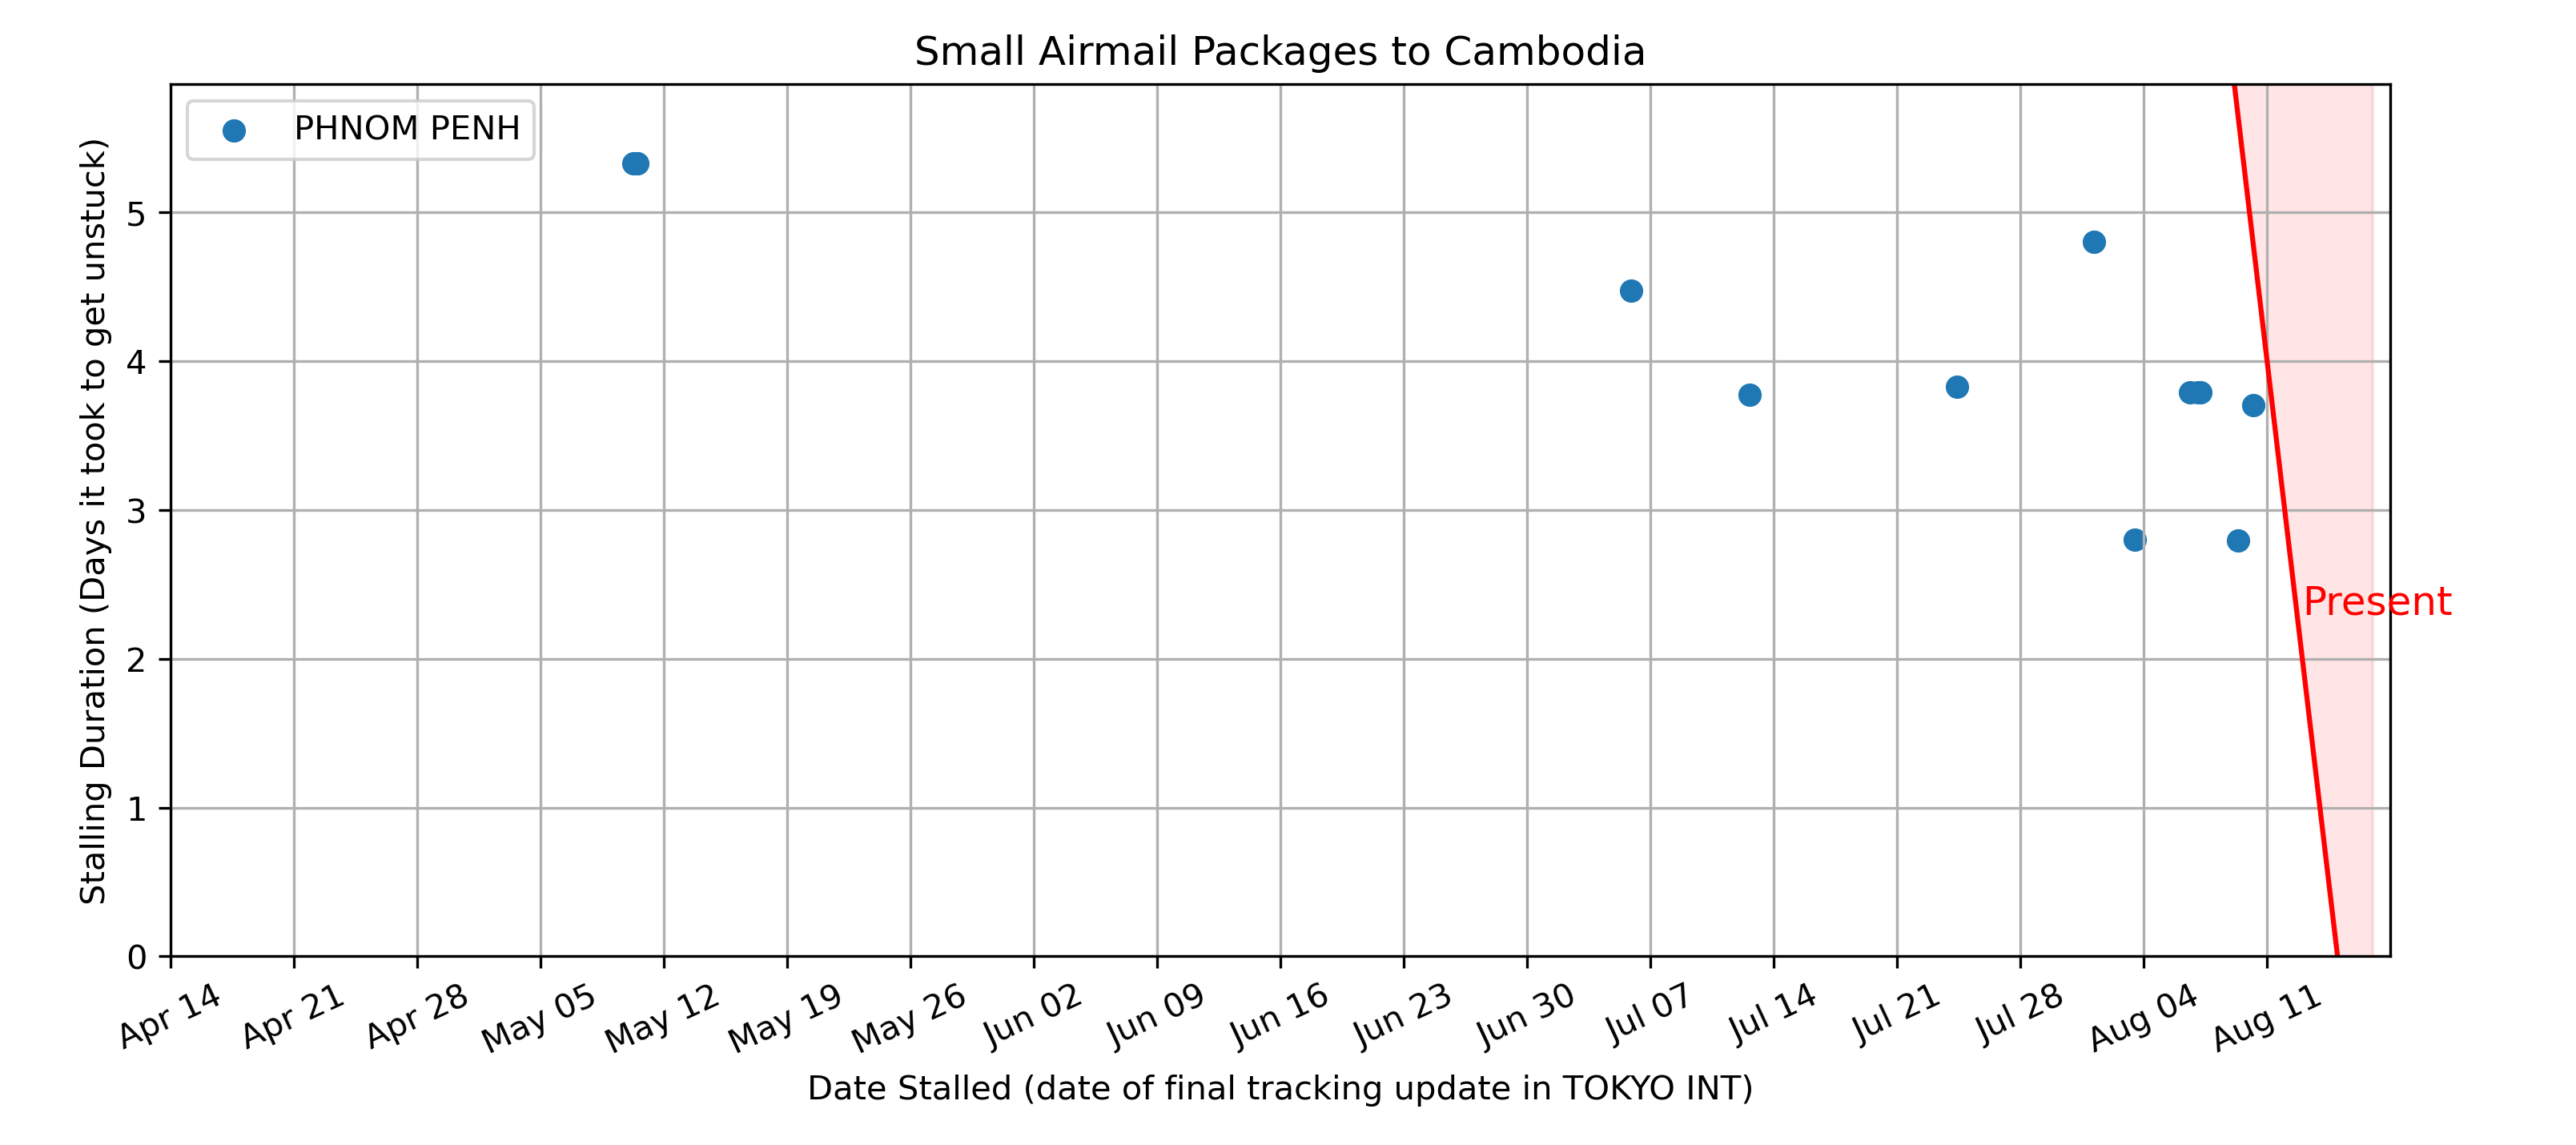 Small Airmail Packages to Cambodia
PHNOM PENH
Stalling Duration (Days it took to get unstuck)
5
4
3
2
1
0
Present
Apr 14
Apr 21
Apr 28
May 05
May 12
May 19
May 26
Jun 02
Jun 09
Jun 16
Jun 23
Jun 30
Jul 07
Jul 14
Jul 21
Jul 28
Aug 04
Aug 11
Date Stalled (date of final tracking update in TOKYO INT)